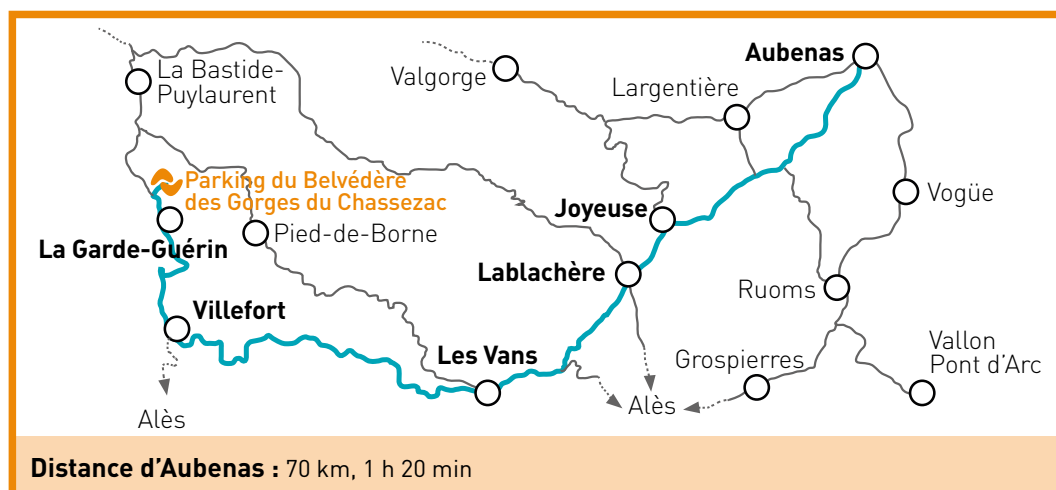 Aubenas
La Bastide-
Puylaurent
Valgorge
Largentière
Parking du Belvédère
des Gorges du Chassezac
Vogüe
Joyeuse
La Garde-Guérin
Pied-de-Borne
Lablachère
Ruoms
Villefort
Les Vans
Grospierres
Vallon
Pont d'Arc
Alès
Alès
Distance d'Aubenas : 70 km, 1 h 20 min